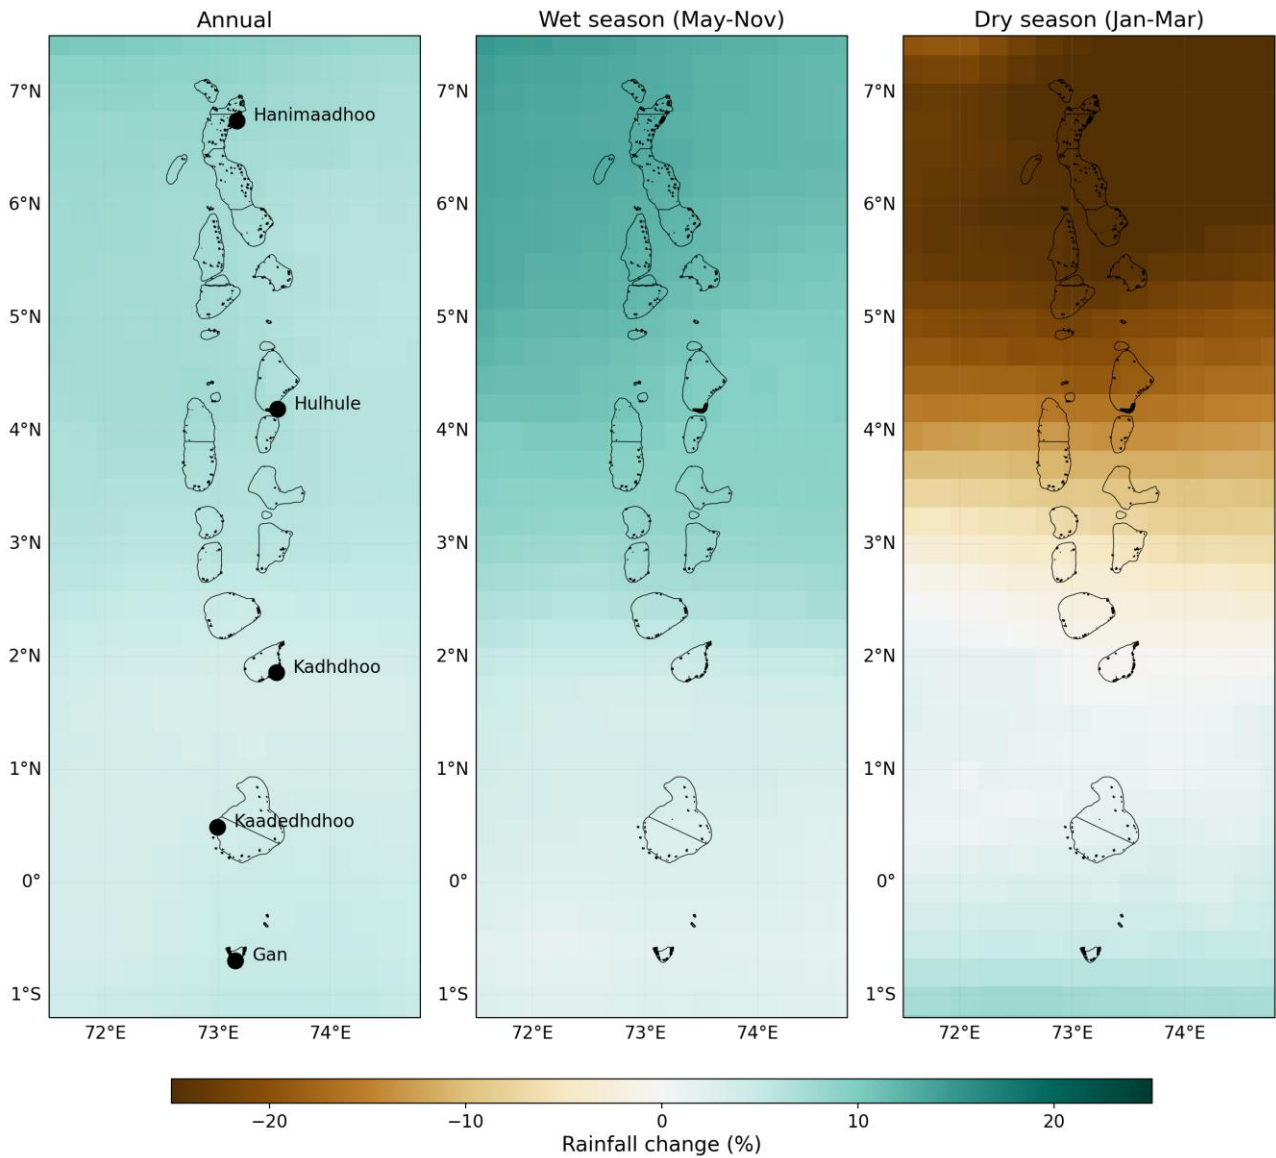 Annual
Wet season (May-Nov)
Dry season (Jan-Mar)
7°N
Hanimaadhoo
6°N
5°N
Hulhule
4°N
3°N
2°N
Kadhdhoo
1°N
Kaadedhdhoo
0°
Gan
1°S
72°E
73°E
74°E
7°N
6°N
5°N
4°N
3°N
2°N
1°N
0°
1°S
72°E
73°E
74°E
7°N
6°N
5°N
4°N
3°N
2°N
1°N
0°
1°S
72°E
73°E
74°E
−20
−10
0
10
20
Rainfall change (%)